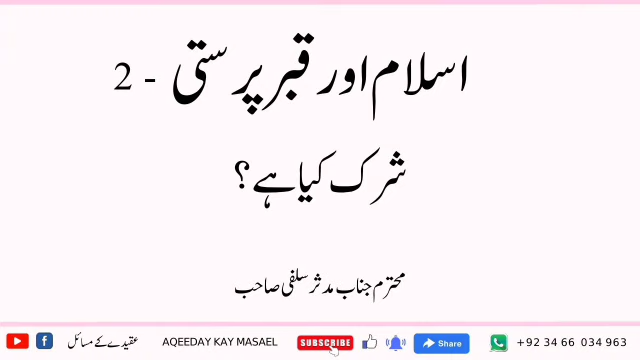 اسلام اور قبر پرستی - 2
شرک کیا ہے؟
محترم جناب مدثر سلفی صاحب
عقیدے کے مسائل AQEEDAY KAY MASAEL SUBSCRIBE Share +92 34 66 034 963